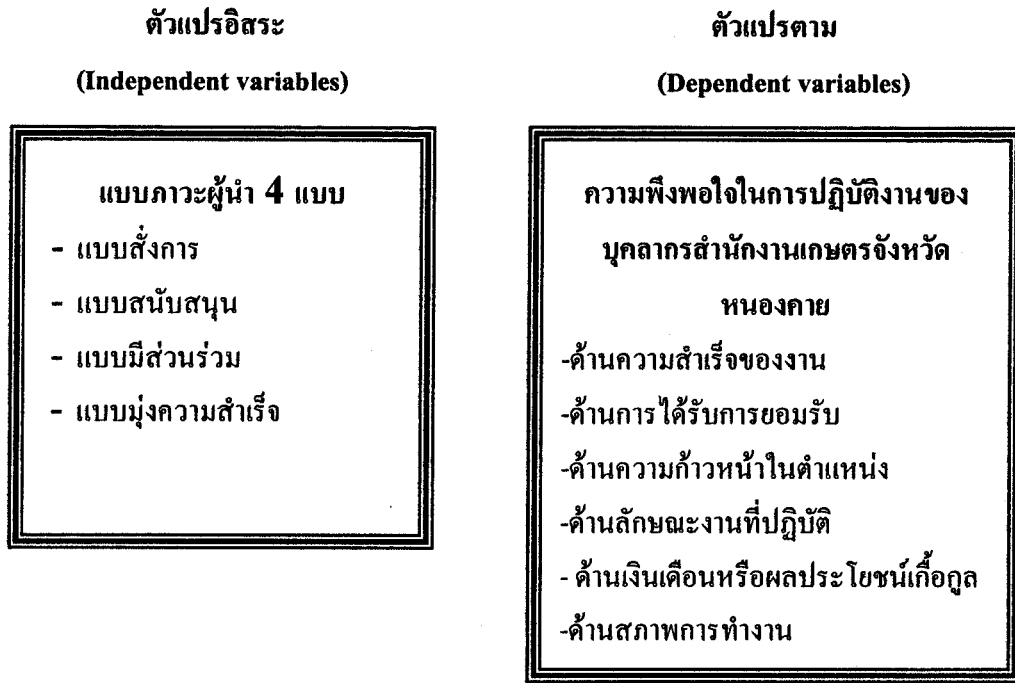 ตัวแปรอิสระ
(Independent variables)
แบบภาวะผู้นำ 4 แบบ
- แบบสั่งการ
- แบบสนับสนุน
- แบบมีส่วนร่วม
- แบบมุ่งความสำเร็จ
ตัวแปรตาม
(Dependent variables)
ความพึงพอใจในการปฏิบัติงานของ
บุคลากรสำนักงานเกษตรจังหวัด
หนองคาย
-ด้านความสำเร็จของงาน
-ด้านการได้รับการยอมรับ
-ด้านความก้าวหน้าในตำแหน่ง
-ด้านลักษณะงานที่ปฏิบัติ
- ด้านเงินเดือนหรือผลประโยชน์เกื้อกูล
-ด้านสภาพการทำงาน